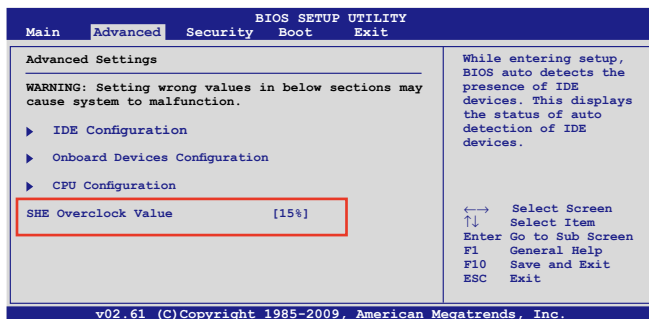 BIOS SETUP UTILITY
Main Advanced Security Boot Exit
Advanced Settings
WARNING: Setting wrong values in below sections may
cause system to malfunction.
IDE Configuration
Onboard Devices Configuration
CPU Configuration
SHE Overclock Value [15%]
While entering setup,
BIOS auto detects the
presence of IDE
devices. This displays
the status of auto
detection of IDE
devices.
←→ Select Screen
↑↓ Select Item
Enter Go to Sub Screen
F1 General Help
F10 Save and Exit
ESC Exit
v02.61 (C)Copyright 1985-2009, American Megatrends, Inc.